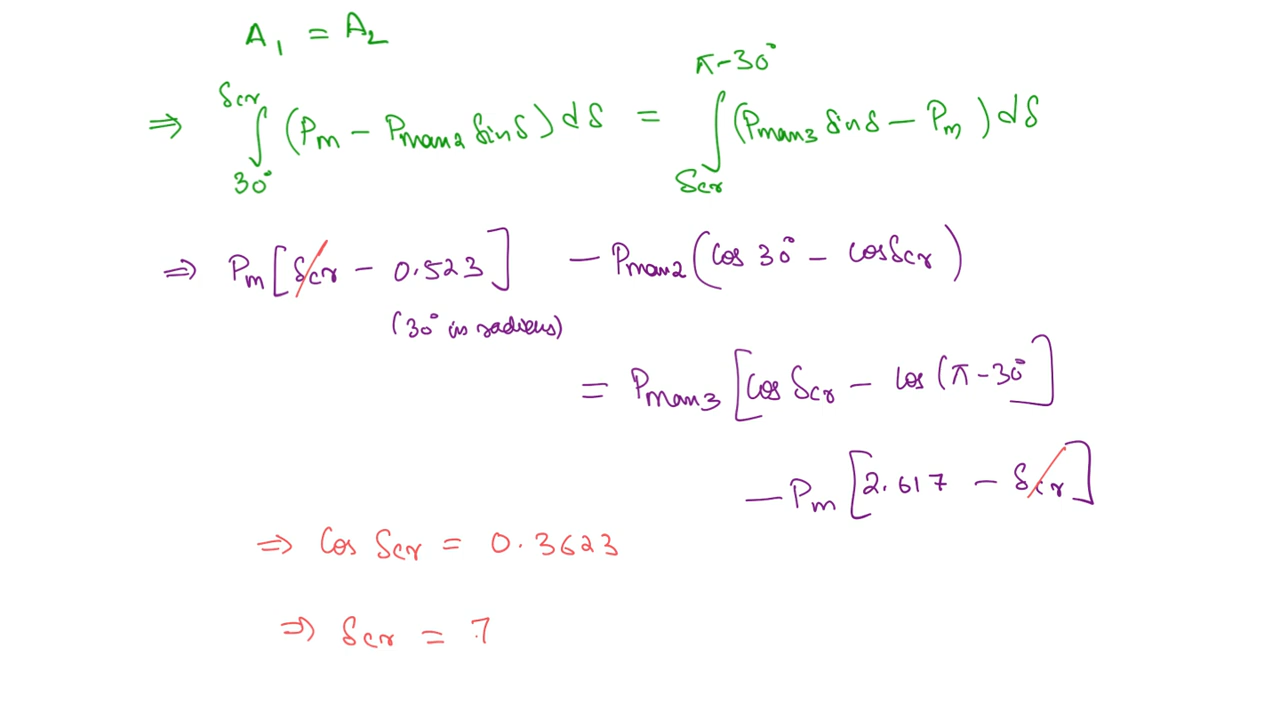 A₁ = A₂
⇒ ∫_{30°}^{δcr} (Pm − Pmax2 sinδ) dδ = ∫_{δcr}^{π−30°} (Pmax3 sinδ − Pm) dδ
⇒ Pm [δcr − 0.523] − Pmax2 (cos 30° − cosδcr)
(30° in radians)
= Pmax3 [cos δcr − cos (π − 30°]
− Pm [2.617 − δcr]
⇒ cos δcr = 0.3623
⇒ δcr = 7